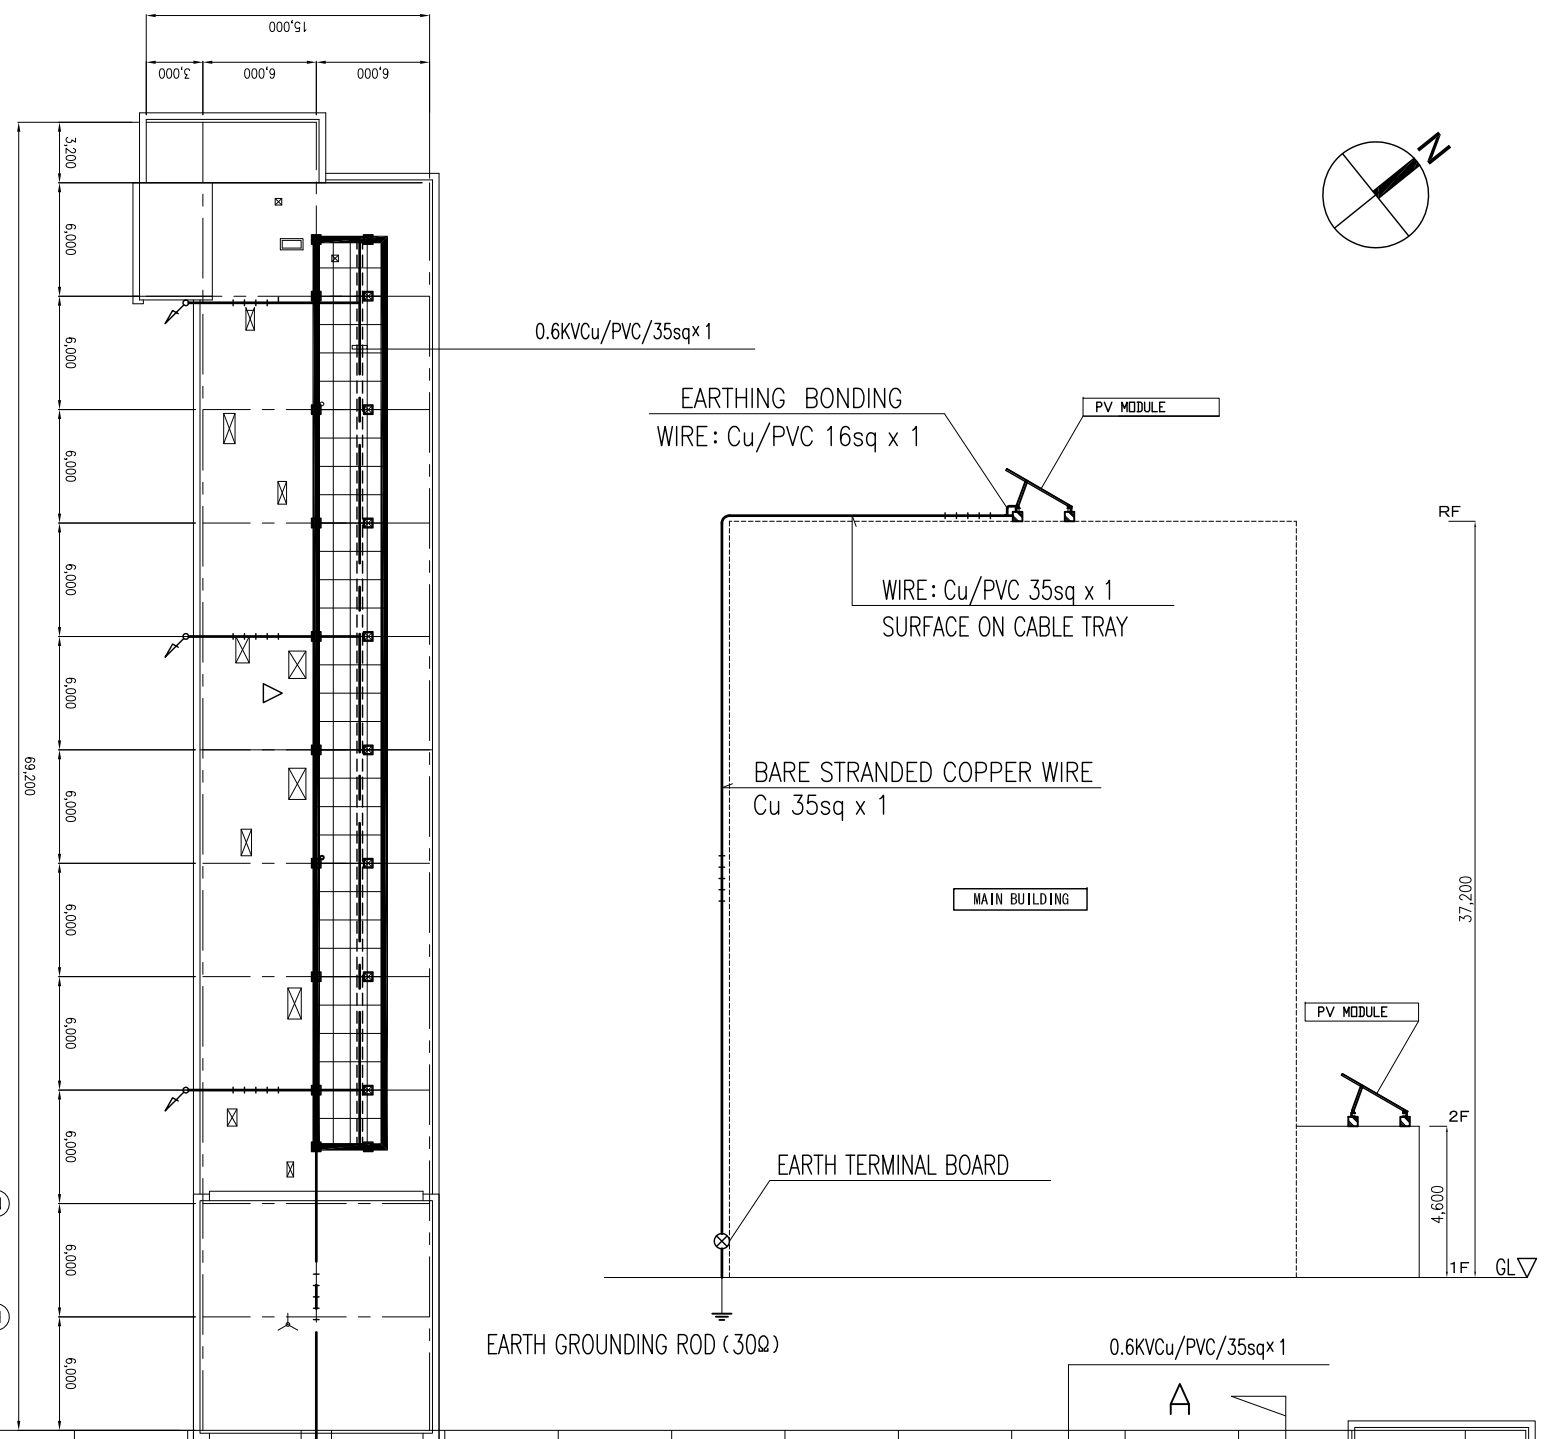 15,000
3,000
6,000
6,000
3,200
6,000
6,000
6,000
6,000
6,000
6,000
6,000
6,000
6,000
6,000
6,000
69,200
N
0.6KVCu/PVC/35sq×1
EARTHING BONDING
WIRE: Cu/PVC 16sq x 1
PV MODULE
RF
WIRE: Cu/PVC 35sq x 1
SURFACE ON CABLE TRAY
BARE STRANDED COPPER WIRE
Cu 35sq x 1
MAIN BUILDING
37,200
PV MODULE
2F
EARTH TERMINAL BOARD
4,600
1F
GL
EARTH GROUNDING ROD (30Ω)
0.6KVCu/PVC/35sq×1
A